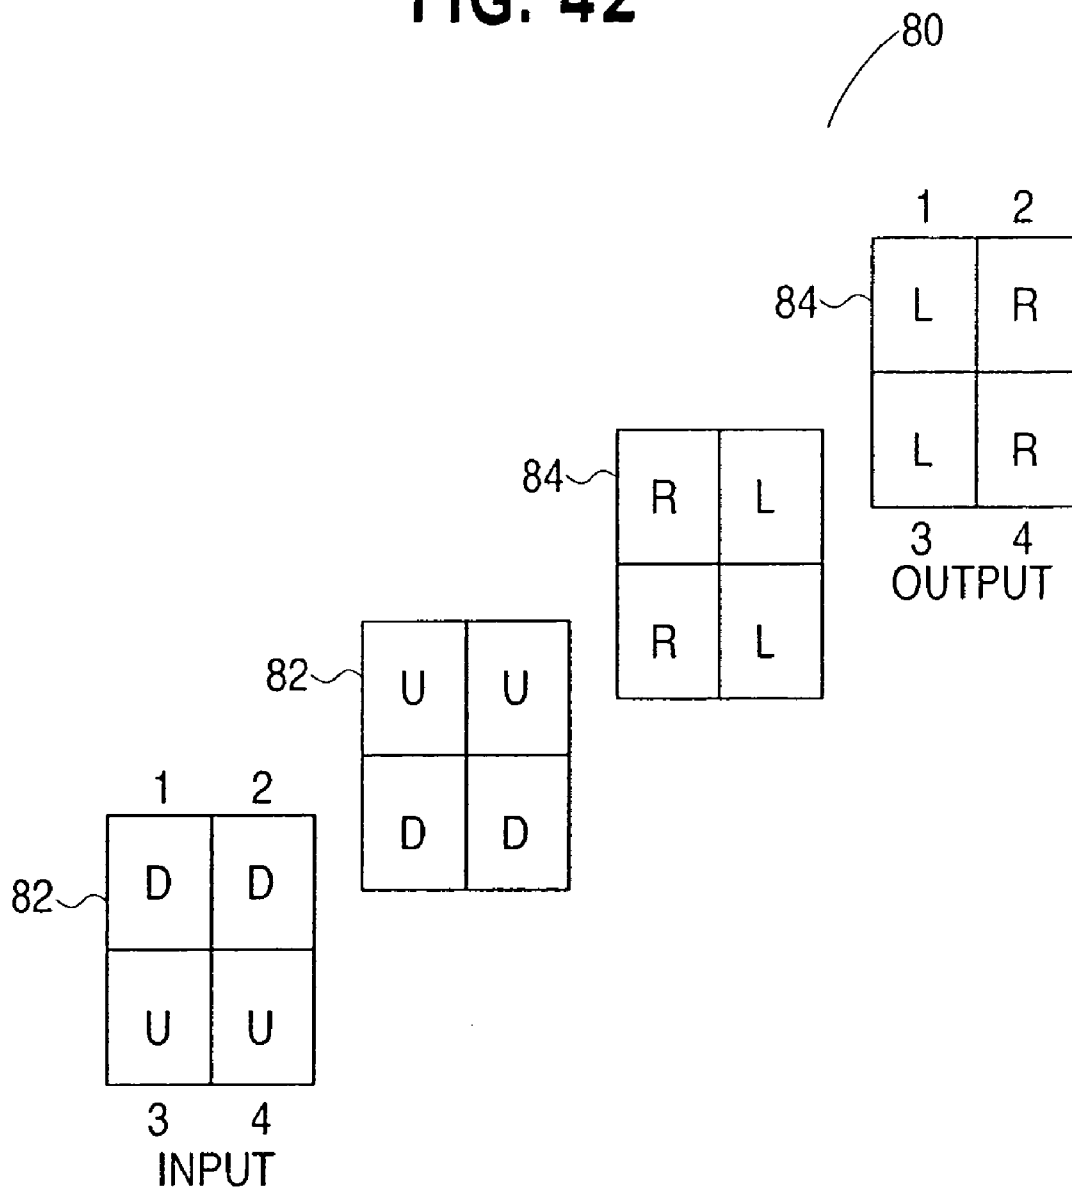 FIG. 42
80
1 2
84 L R
L R
3 4
OUTPUT
84 R L
R L
82 U U
D D
1 2
82 D D
U U
3 4
INPUT